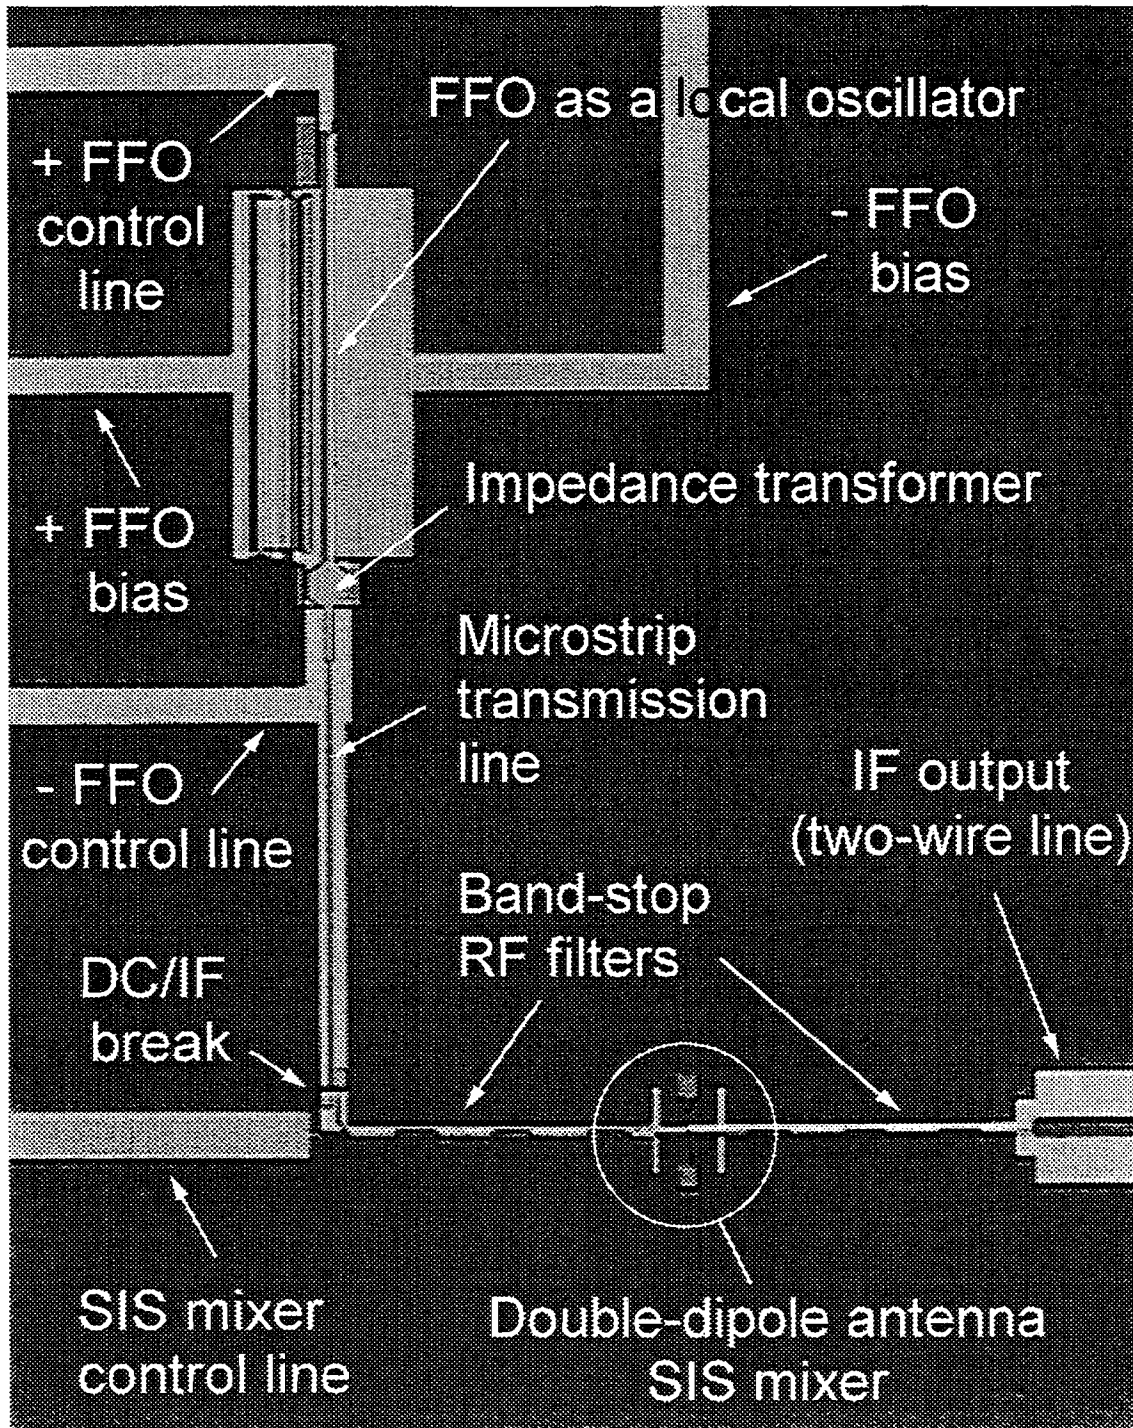 FFO as a local oscillator
+ FFO
control
line
- FFO
bias
Impedance transformer
+ FFO
bias
Microstrip
transmission
line
- FFO
control line
IF output
(two-wire line)
Band-stop
RF filters
DC/IF
break
SIS mixer
control line
Double-dipole antenna
SIS mixer